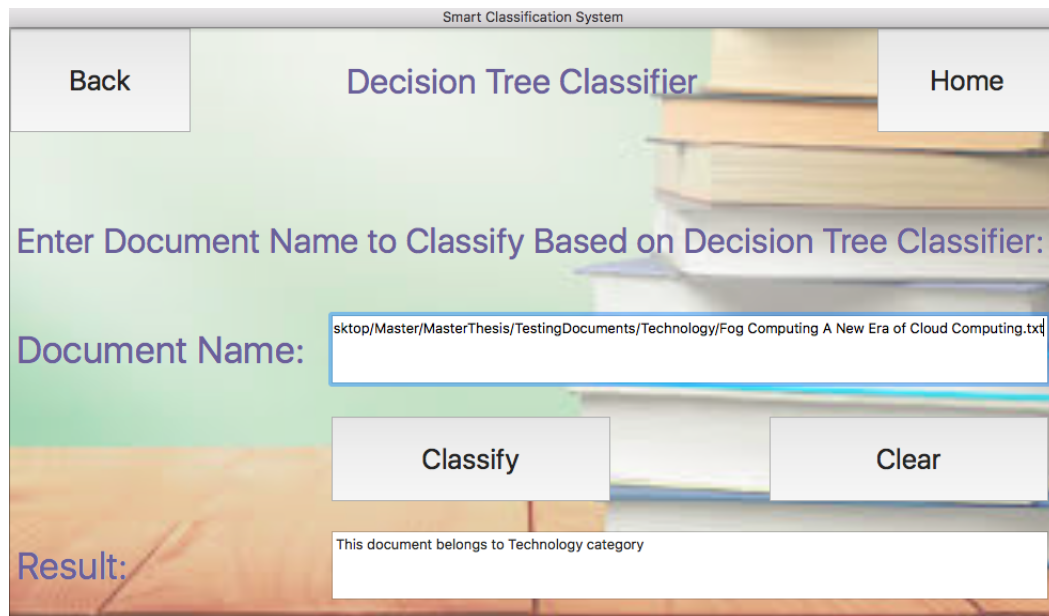 Smart Classification System
Back
Decision Tree Classifier
Home
Enter Document Name to Classify Based on Decision Tree Classifier:
Document Name:
sktop/Master/MasterThesis/TestingDocuments/Technology/Fog Computing A New Era of Cloud Computing.txt
Classify
Clear
Result:
This document belongs to Technology category